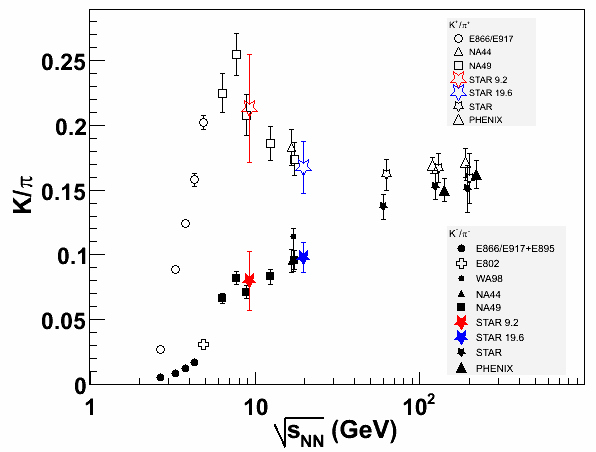 K⁺/π⁺
E866/E917
NA44
NA49
STAR 9.2
STAR 19.6
STAR
PHENIX
K⁻/π⁻
E866/E917+E895
E802
WA98
NA44
NA49
STAR 9.2
STAR 19.6
STAR
PHENIX
K/π
0.25
0.2
0.15
0.1
0.05
0
1
10
10²
√sNN (GeV)